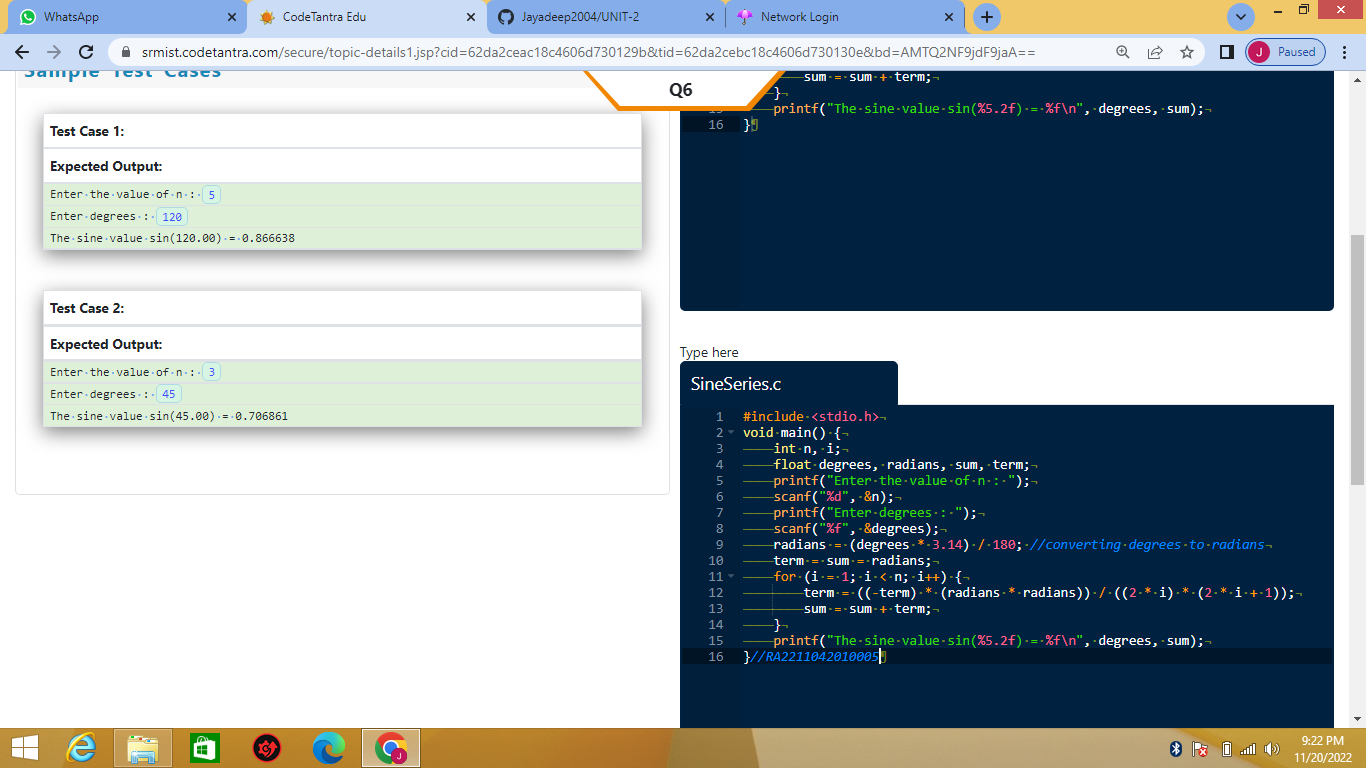 WhatsApp
CodeTantra Edu
Jayadeep2004/UNIT-2
Network Login
srmist.codetantra.com/secure/topic-details1.jsp?cid=62da2ceac18c4606d730129b&tid=62da2cebc18c4606d730130e&bd=AMTQ2NF9jdF9jaA==
J Paused
Sample Test Cases
Q6
Test Case 1:
Expected Output:
Enter·the·value·of·n·:·5
Enter·degrees·:·120
The·sine·value·sin(120.00)·=·0.866638
Test Case 2:
Expected Output:
Enter·the·value·of·n·:·3
Enter·degrees·:·45
The·sine·value·sin(45.00)·=·0.706861
sum·=·sum·+·term;¬
}¬
printf("The·sine·value·sin(%5.2f)·=·%f\n",·degrees,·sum);¬
16 }¶
Type here
SineSeries.c
1 #include·<stdio.h>¬
2 void·main()·{¬
3 int·n,·i;¬
4 float·degrees,·radians,·sum,·term;¬
5 printf("Enter·the·value·of·n·:·");¬
6 scanf("%d",·&n);¬
7 printf("Enter·degrees·:·");¬
8 scanf("%f",·&degrees);¬
9 radians·=·(degrees·*·3.14)·/·180;·//converting·degrees·to·radians¬
10 term·=·sum·=·radians;¬
11 for·(i·=·1;·i·<·n;·i++)·{¬
12 term·=·((-term)·*·(radians·*·radians))·/·((2·*·i)·*·(2·*·i·+·1));¬
13 sum·=·sum·+·term;¬
14 }¬
15 printf("The·sine·value·sin(%5.2f)·=·%f\n",·degrees,·sum);¬
16 }//RA2211042010005¶
J
9:22 PM
11/20/2022